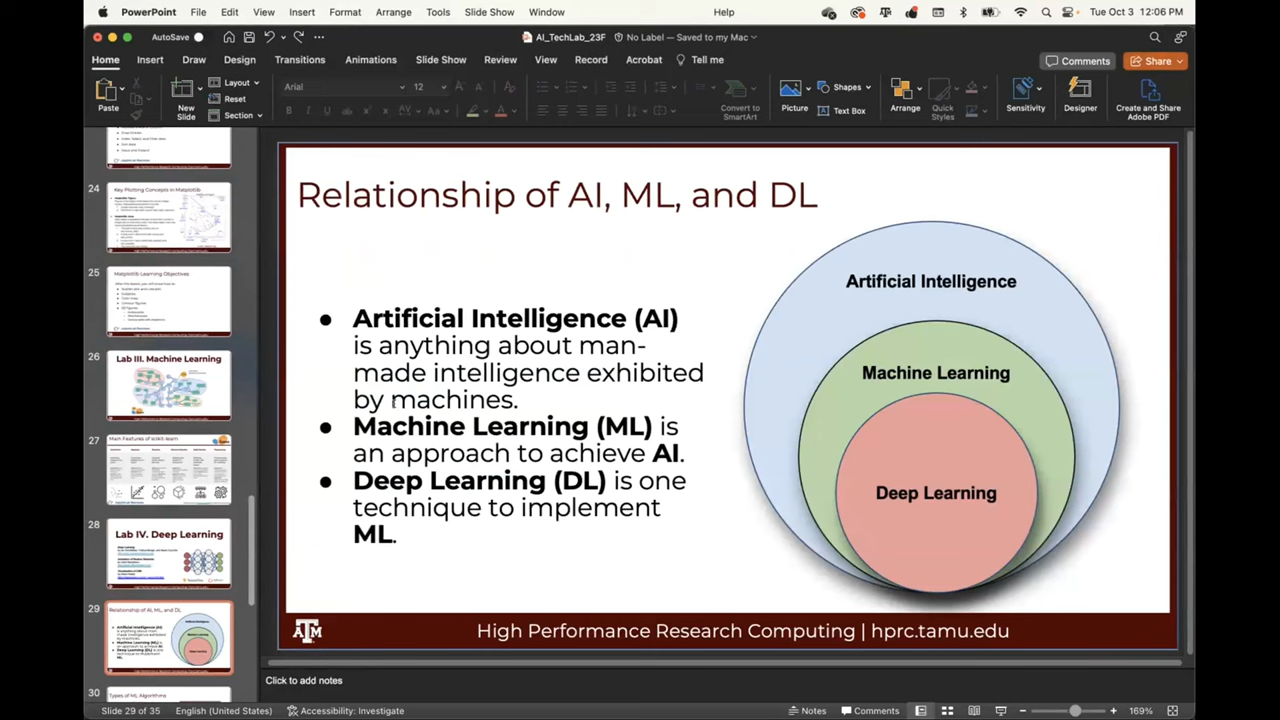 PowerPoint File Edit View Insert Format Arrange Tools Slide Show Window Help Tue Oct 3 12:06 PM
AutoSave AI_TechLab_23F No Label — Saved to my Mac
Home Insert Draw Design Transitions Animations Slide Show Review View Record Acrobat Tell me Comments Share
Paste
New Slide
Layout
Reset
Section
Arial 12
Convert to SmartArt
Picture
Shapes
Text Box
Arrange
Quick Styles
Sensitivity
Designer
Create and Share Adobe PDF
24
Key Plotting Concepts in Matplotlib
25
Matplotlib Learning Objectives
26
Lab III. Machine Learning
27
Main Features of scikit-learn
28
Lab IV. Deep Learning
29
Relationship of AI, ML, and DL
30
Types of ML Algorithms
Relationship of AI, ML, and DL
● Artificial Intelligence (AI)
is anything about man-
made intelligence exhibited
by machines.
● Machine Learning (ML) is
an approach to achieve AI.
● Deep Learning (DL) is one
technique to implement
ML.
Artificial Intelligence
Machine Learning
Deep Learning
High Performance Research Computing | hprc.tamu.edu
Click to add notes
Slide 29 of 35 English (United States) Accessibility: Investigate Notes Comments 169%